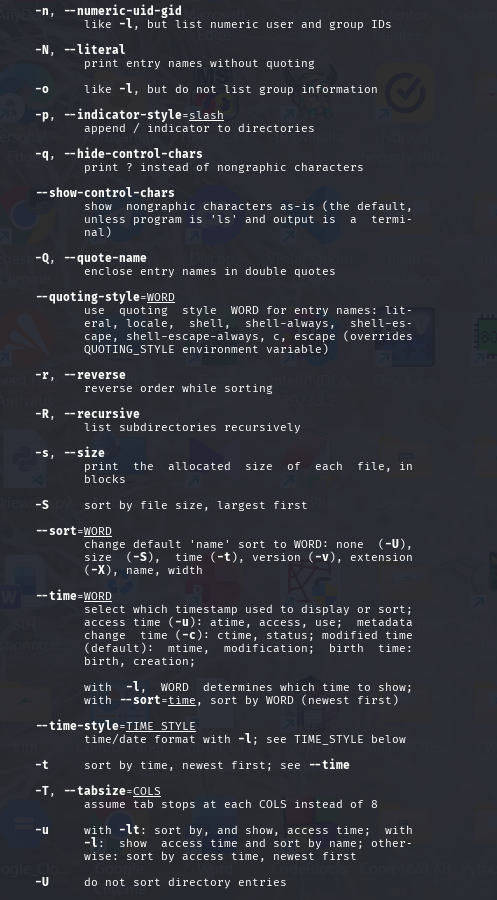 -n, --numeric-uid-gid
like -l, but list numeric user and group IDs
-N, --literal
print entry names without quoting
-o like -l, but do not list group information
-p, --indicator-style=slash
append / indicator to directories
-q, --hide-control-chars
print ? instead of nongraphic characters
--show-control-chars
show nongraphic characters as-is (the default,
unless program is 'ls' and output is a termi-
nal)
-Q, --quote-name
enclose entry names in double quotes
--quoting-style=WORD
use quoting style WORD for entry names: lit-
eral, locale, shell, shell-always, shell-es-
cape, shell-escape-always, c, escape (overrides
QUOTING_STYLE environment variable)
-r, --reverse
reverse order while sorting
-R, --recursive
list subdirectories recursively
-s, --size
print the allocated size of each file, in
blocks
-S sort by file size, largest first
--sort=WORD
change default 'name' sort to WORD: none (-U),
size (-S), time (-t), version (-v), extension
(-X), name, width
--time=WORD
select which timestamp used to display or sort;
access time (-u): atime, access, use; metadata
change time (-c): ctime, status; modified time
(default): mtime, modification; birth time:
birth, creation;
with -l, WORD determines which time to show;
with --sort=time, sort by WORD (newest first)
--time-style=TIME_STYLE
time/date format with -l; see TIME_STYLE below
-t sort by time, newest first; see --time
-T, --tabsize=COLS
assume tab stops at each COLS instead of 8
-u with -lt: sort by, and show, access time; with
-l: show access time and sort by name; other-
wise: sort by access time, newest first
-U do not sort directory entries